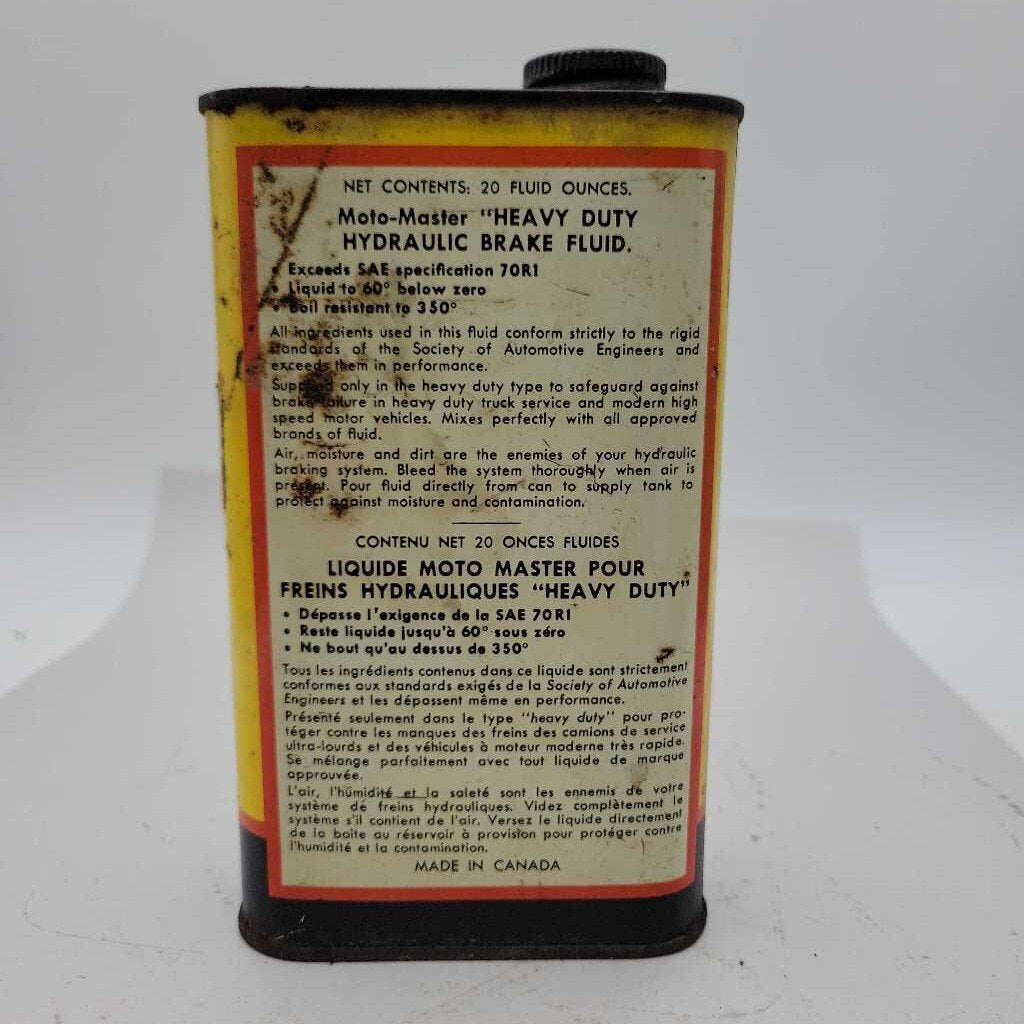 NET CONTENTS: 20 FLUID OUNCES.
Moto-Master "HEAVY DUTY
HYDRAULIC BRAKE FLUID.
• Exceeds SAE specification 70R1
• Liquid to 60° below zero
• Boil resistant to 350°
All ingredients used in this fluid conform strictly to the rigid
standards of the Society of Automotive Engineers and
exceeds them in performance.
Supplied only in the heavy duty type to safeguard against
brake failure in heavy duty truck service and modern high
speed motor vehicles. Mixes perfectly with all approved
brands of fluid.
Air, moisture and dirt are the enemies of your hydraulic
braking system. Bleed the system thoroughly when air is
present. Pour fluid directly from can to supply tank to
protect against moisture and contamination.
CONTENU NET 20 ONCES FLUIDES
LIQUIDE MOTO MASTER POUR
FREINS HYDRAULIQUES "HEAVY DUTY"
• Dépasse l'exigence de la SAE 70R1
• Reste liquide jusqu'à 60° sous zéro
• Ne bout qu'au dessus de 350°
Tous les ingrédients contenus dans ce liquide sont strictement
conformes aux standards exigés de la Society of Automotive
Engineers et les dépassent même en performance.
Présenté seulement dans le type "heavy duty" pour pro-
téger contre les manques des freins des camions de service
ultra-lourds et des véhicules à moteur moderne très rapide.
Se mélange parfaitement avec tout liquide de marque
approuvée.
L'air, l'humidité et la saleté sont les ennemis de votre
système de freins hydrauliques. Videz complètement le
système s'il contient de l'air. Versez le liquide directement
de la boîte au réservoir à provision pour protéger contre
l'humidité et la contamination.
MADE IN CANADA